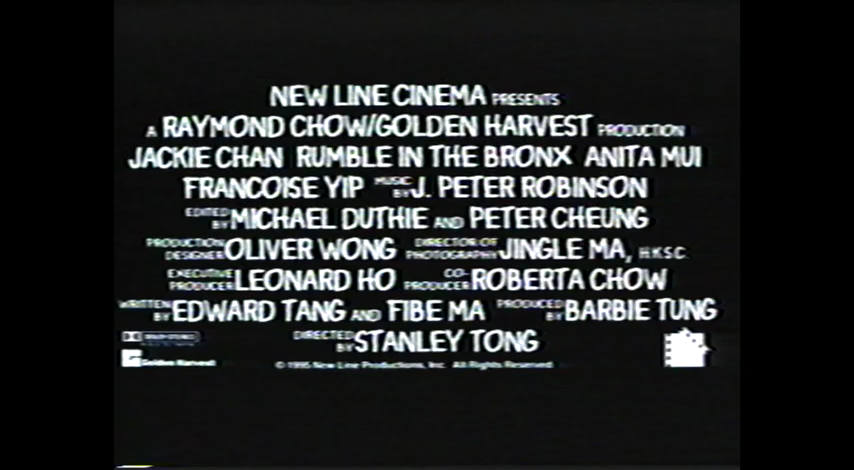 NEW LINE CINEMA PRESENTS
A RAYMOND CHOW/GOLDEN HARVEST PRODUCTION
JACKIE CHAN RUMBLE IN THE BRONX ANITA MUI
FRANCOISE YIP MUSIC BY J. PETER ROBINSON
EDITED BY MICHAEL DUTHIE AND PETER CHEUNG
PRODUCTION DESIGNER OLIVER WONG DIRECTOR OF PHOTOGRAPHY JINGLE MA, H.K.S.C.
EXECUTIVE PRODUCER LEONARD HO CO-PRODUCER ROBERTA CHOW
WRITTEN BY EDWARD TANG AND FIBE MA PRODUCED BY BARBIE TUNG
DIRECTED BY STANLEY TONG
Golden Harvest © 1995 New Line Productions, Inc. All Rights Reserved